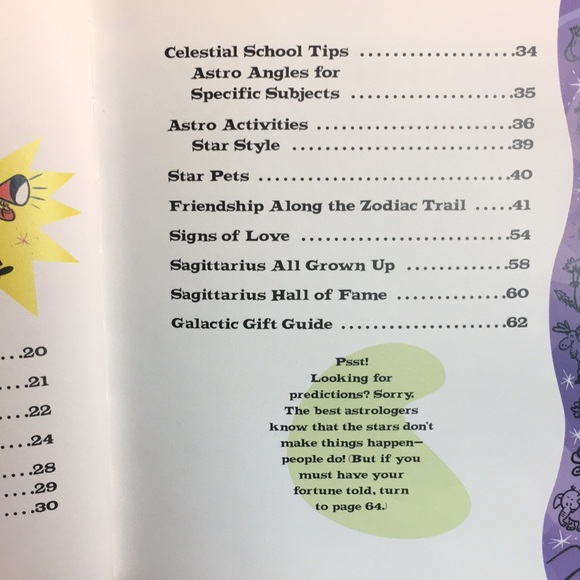 ....20
....21
....22
....24
....28
....29
....30
Celestial School Tips ...................34
Astro Angles for
Specific Subjects ....................35
Astro Activities ........................36
Star Style ...........................39
Star Pets ...............................40
Friendship Along the Zodiac Trail .....41
Signs of Love ..........................54
Sagittarius All Grown Up .............58
Sagittarius Hall of Fame ..............60
Galactic Gift Guide .....................62
Psst!
Looking for
predictions? Sorry.
The best astrologers
know that the stars don't
make things happen—
people do! (But if you
must have your
fortune told, turn
to page 64.)